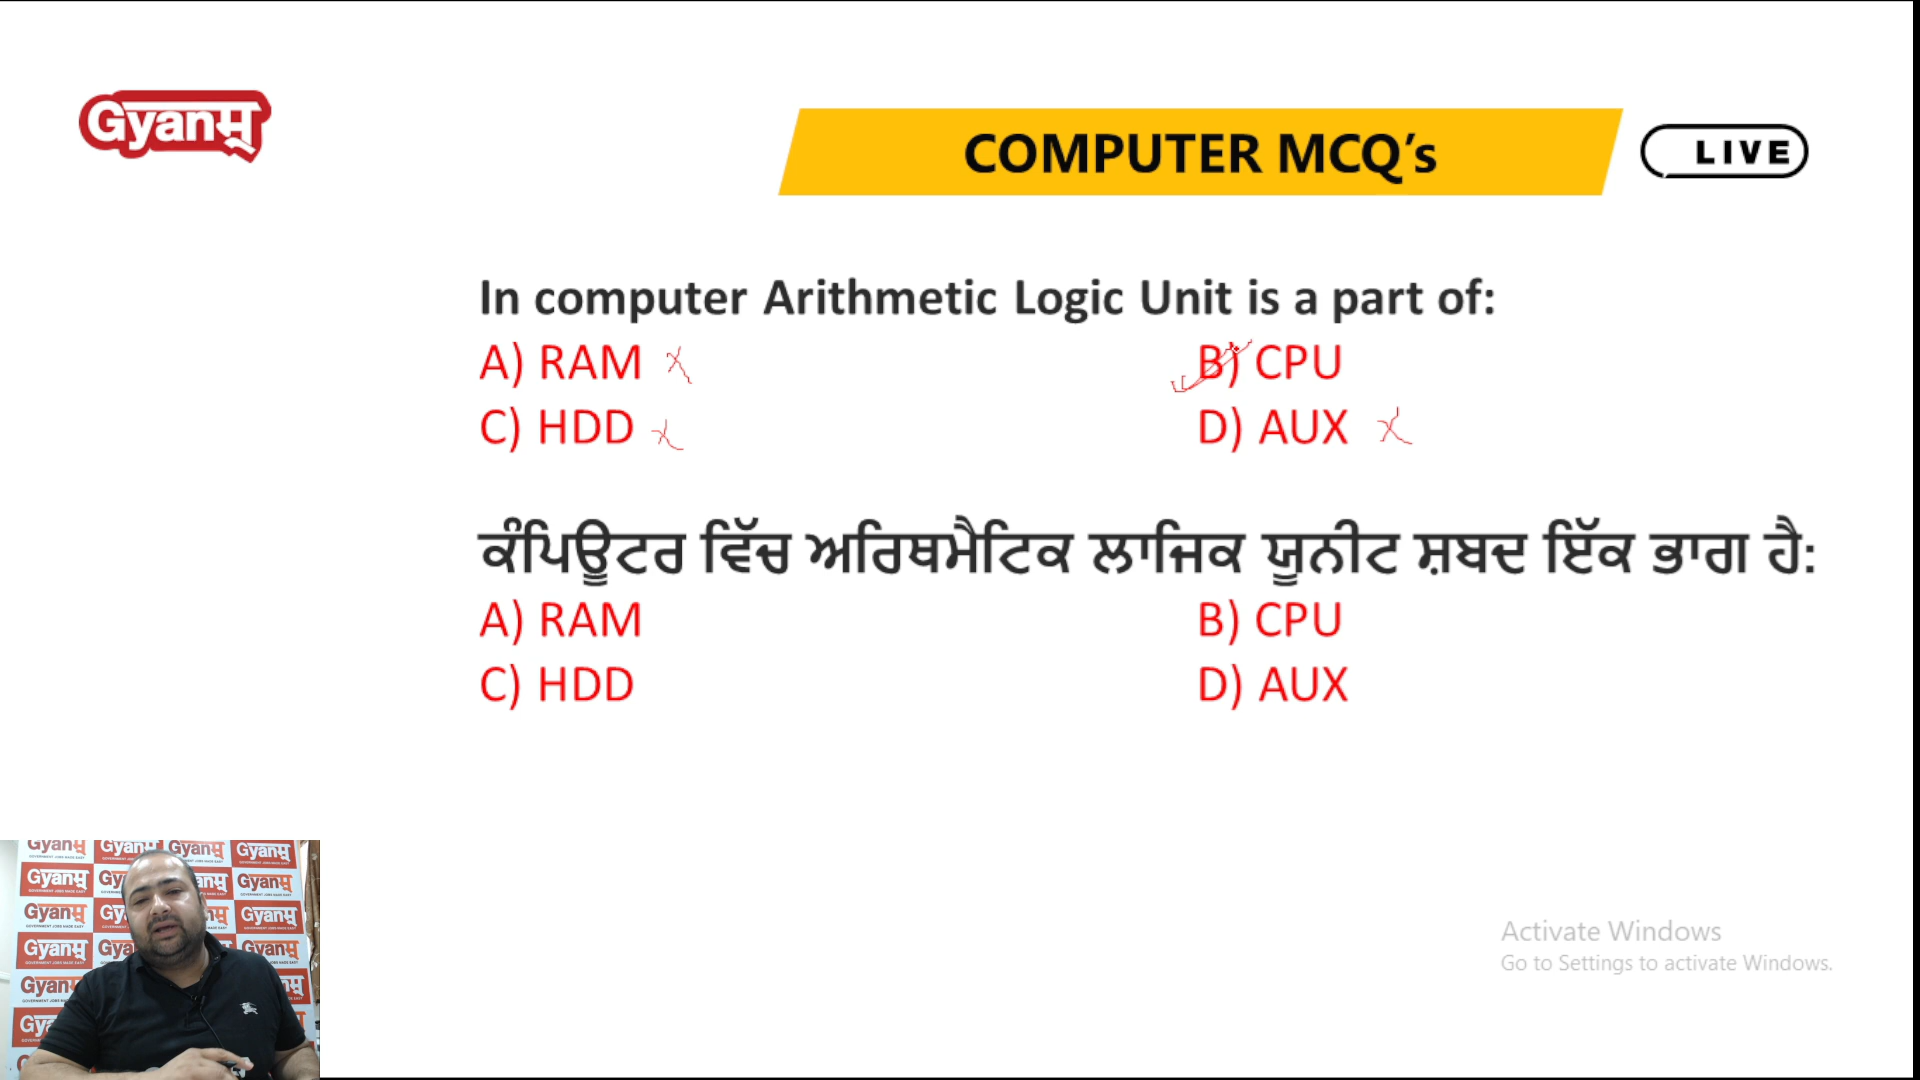 Gyanਸ੍ਰ
COMPUTER MCQ’s
LIVE
In computer Arithmetic Logic Unit is a part of:
A) RAM B) CPU
C) HDD D) AUX
ਕੰਪਿਊਟਰ ਵਿੱਚ ਅਰਿਥਮੈਟਿਕ ਲਾਜਿਕ ਯੂਨੀਟ ਸ਼ਬਦ ਇੱਕ ਭਾਗ ਹੈ:
A) RAM B) CPU
C) HDD D) AUX
Activate Windows
Go to Settings to activate Windows.